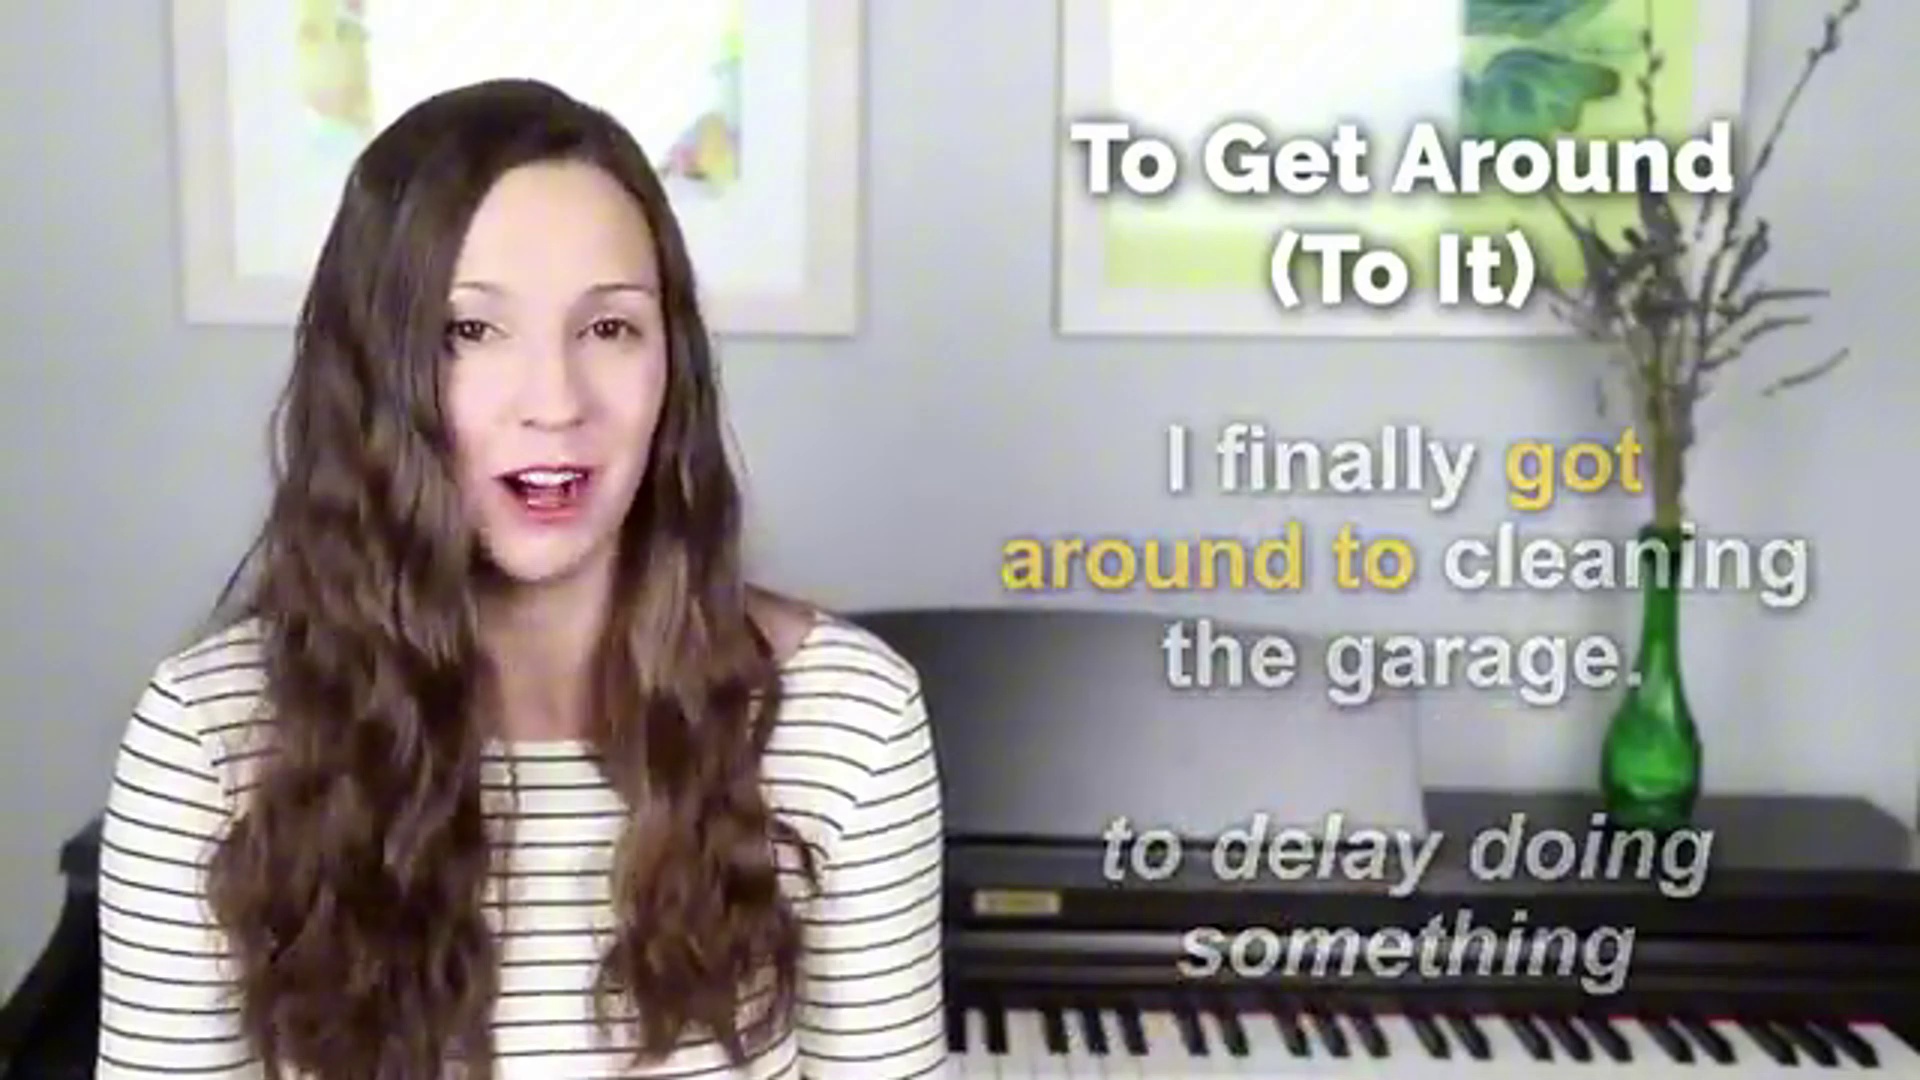 To Get Around
(To It)
I finally got
around to cleaning
the garage.
to delay doing
something